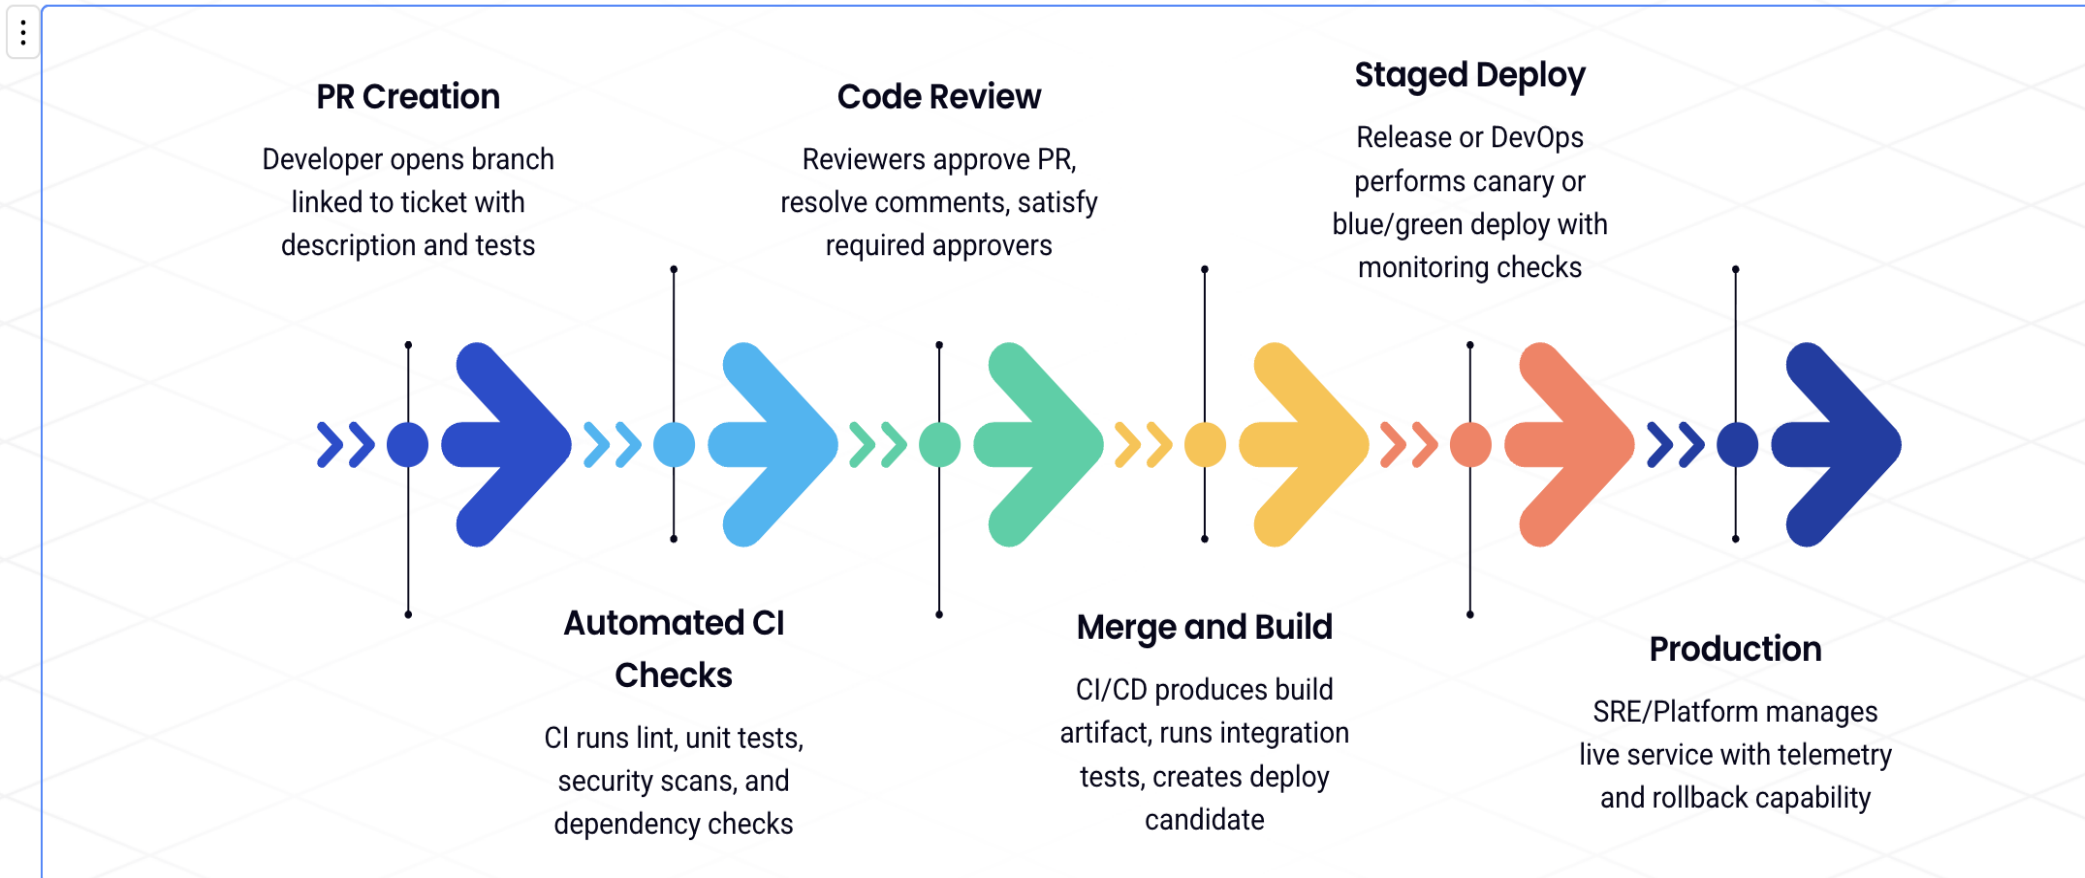 PR Creation
Developer opens branch
linked to ticket with
description and tests
Automated CI
Checks
CI runs lint, unit tests,
security scans, and
dependency checks
Code Review
Reviewers approve PR,
resolve comments, satisfy
required approvers
Merge and Build
CI/CD produces build
artifact, runs integration
tests, creates deploy
candidate
Staged Deploy
Release or DevOps
performs canary or
blue/green deploy with
monitoring checks
Production
SRE/Platform manages
live service with telemetry
and rollback capability